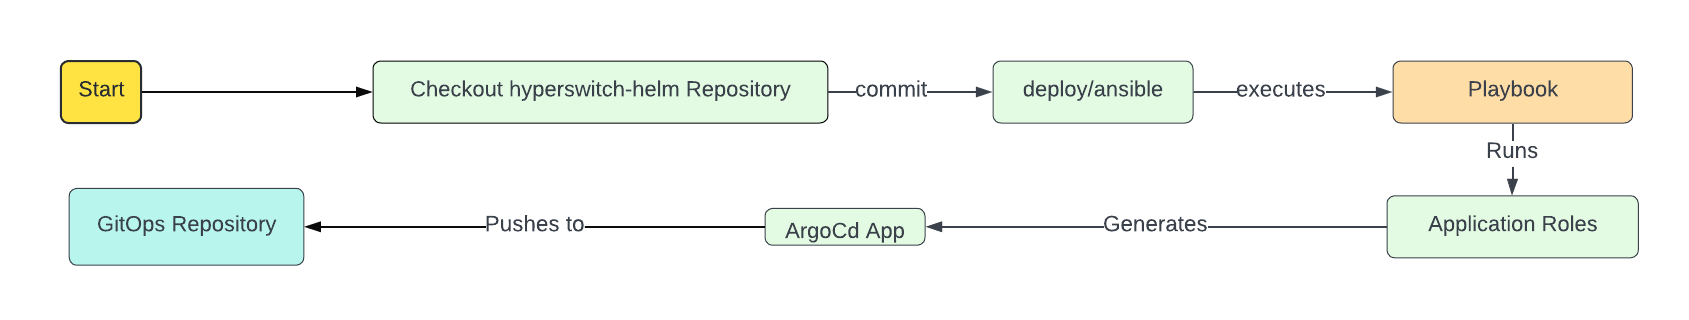 Start
Checkout hyperswitch-helm Repository
commit
deploy/ansible
executes
Playbook
Runs
Application Roles
Generates
ArgoCd App
Pushes to
GitOps Repository